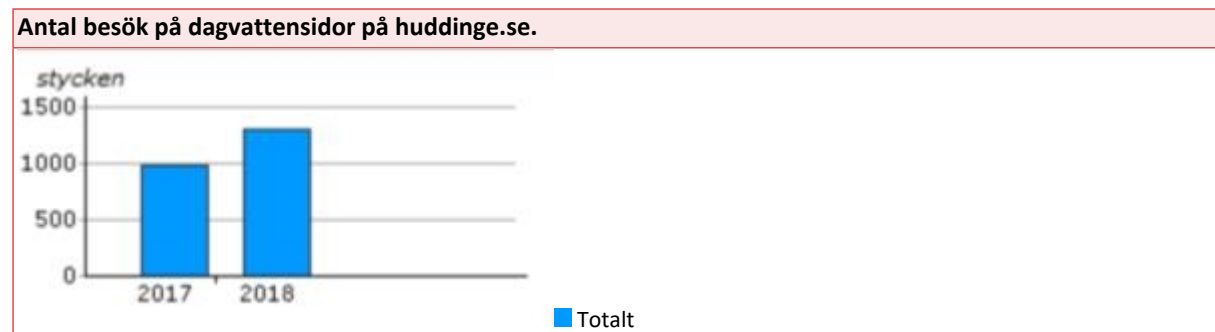 Antal besök på dagvattensidor på huddinge.se.
stycken
1500
1000
500
0
2017 2018
Totalt